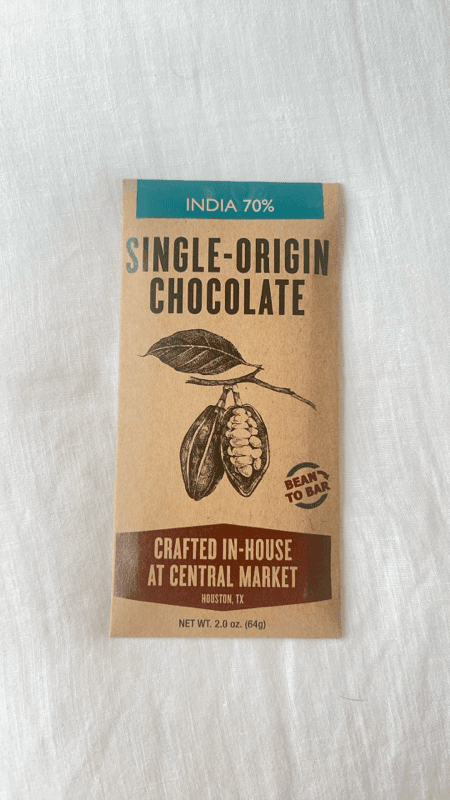 INDIA 70%
SINGLE-ORIGIN
CHOCOLATE
BEAN
TO BAR
CRAFTED IN-HOUSE
AT CENTRAL MARKET
HOUSTON, TX
NET WT. 2.0 oz. (64g)